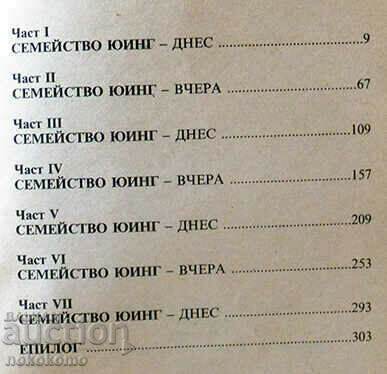 Част I
СЕМЕЙСТВО ЮИНГ – ДНЕС ........ 9
Част II
СЕМЕЙСТВО ЮИНГ – ВЧЕРА ........ 67
Част III
СЕМЕЙСТВО ЮИНГ – ДНЕС ........ 109
Част IV
СЕМЕЙСТВО ЮИНГ – ВЧЕРА ........ 157
Част V
СЕМЕЙСТВО ЮИНГ – ДНЕС ........ 209
Част VI
СЕМЕЙСТВО ЮИНГ – ВЧЕРА ........ 253
Част VII
СЕМЕЙСТВО ЮИНГ – ДНЕС ........ 293
ЕПИЛОГ ........ 303
nokokomo